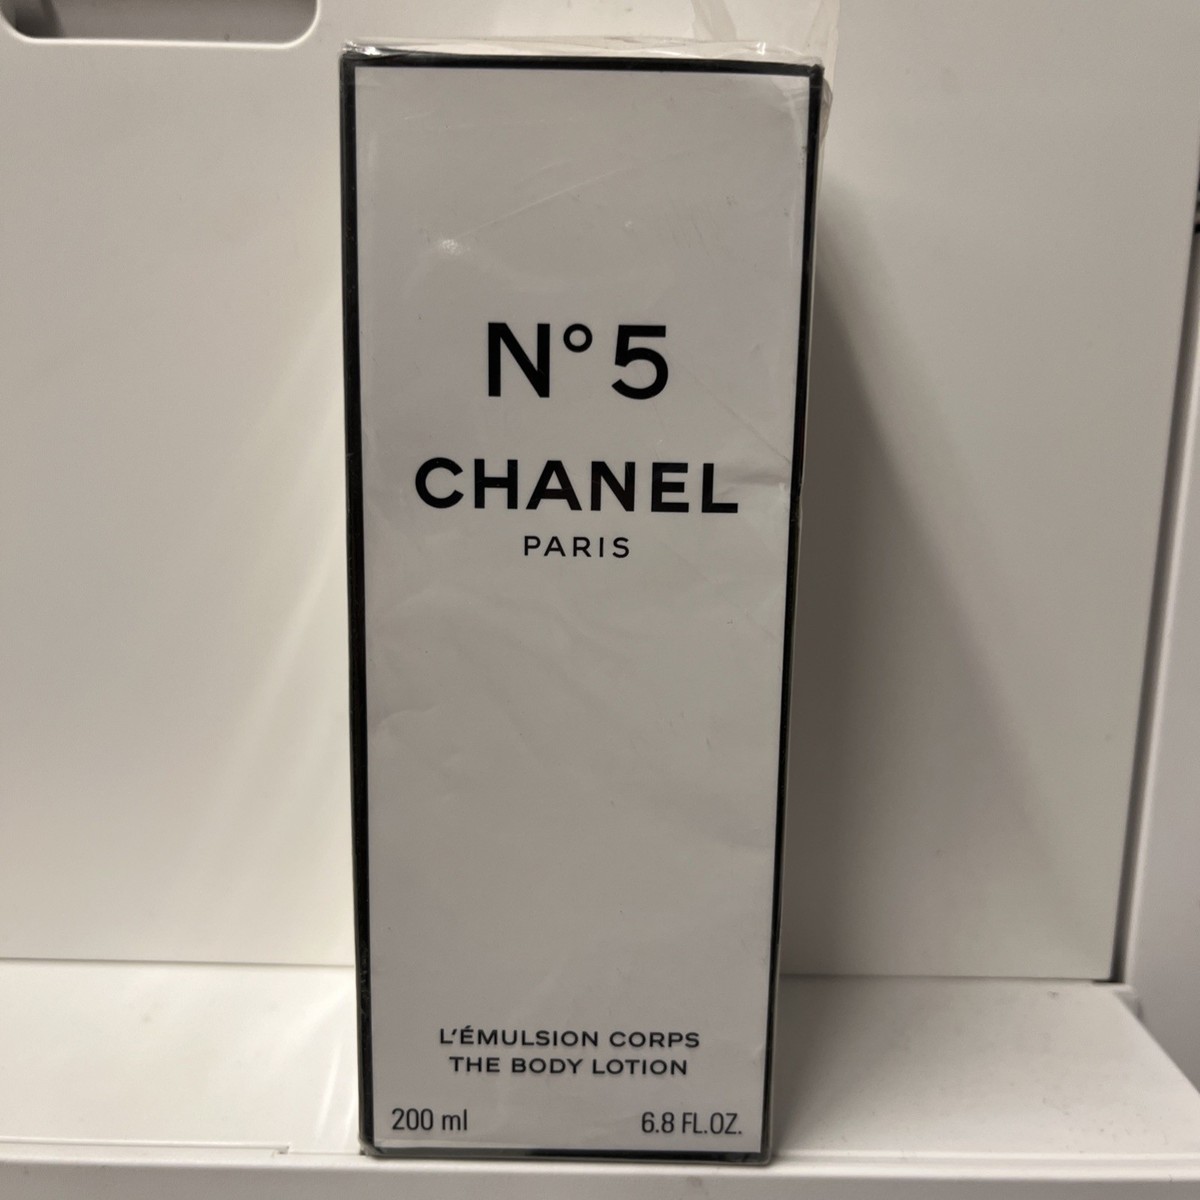 N° 5
CHANEL
PARIS
L'ÉMULSION CORPS
THE BODY LOTION
200 ml 6.8 FL.OZ.